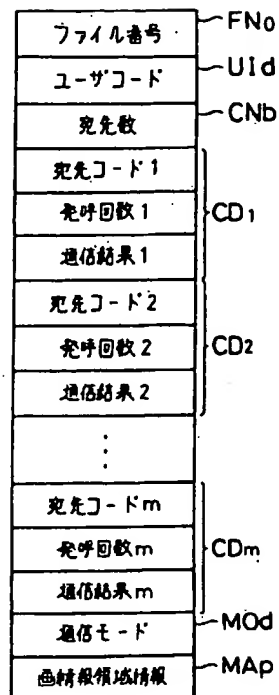 ファイル番号 FNo
ユーザコード UId
宛先数 CNb
宛先コード1
発呼回数1 CD1
通信結果1
宛先コード2
発呼回数2 CD2
通信結果2
⋮
宛先コードm
発呼回数m CDm
通信結果m
通信モード MOd
画情報領域情報 MAp